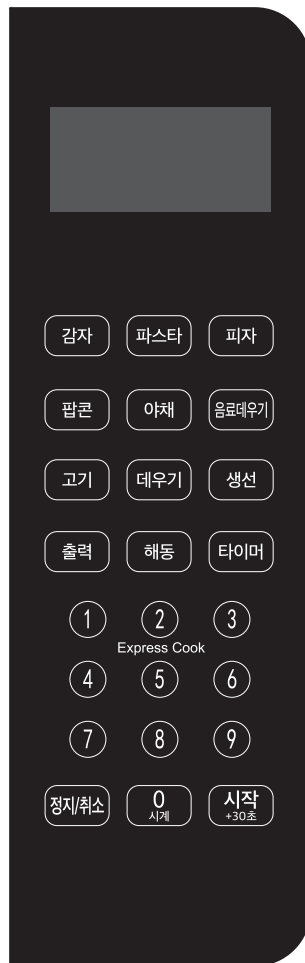 감자 파스타 피자
팝콘 야채 음료데우기
고기 데우기 생선
출력 해동 타이머
1 2 3
Express Cook
4 5 6
7 8 9
정지/취소 0 시작
시계 +30초